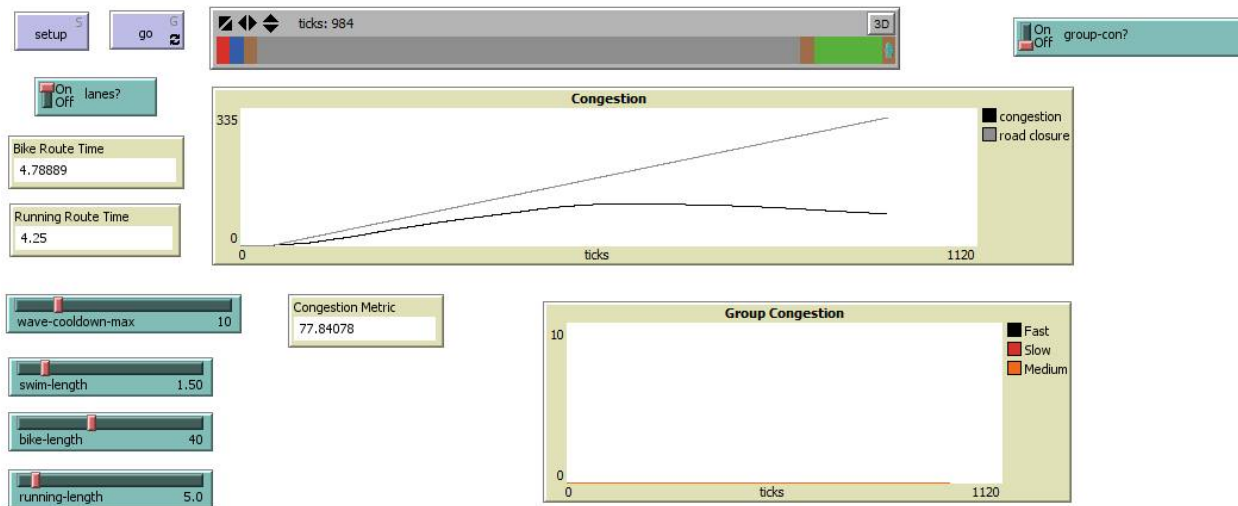 S
setup
G
go
ticks: 984
3D
On
Off
group-con?
On
Off
lanes?
Bike Route Time
4.78889
Running Route Time
4.25
Congestion
335
0
0
ticks
1120
congestion
road closure
wave-cooldown-max 10
swim-length 1.50
bike-length 40
running-length 5.0
Congestion Metric
77.84078
Group Congestion
10
0
0
ticks
1120
Fast
Slow
Medium